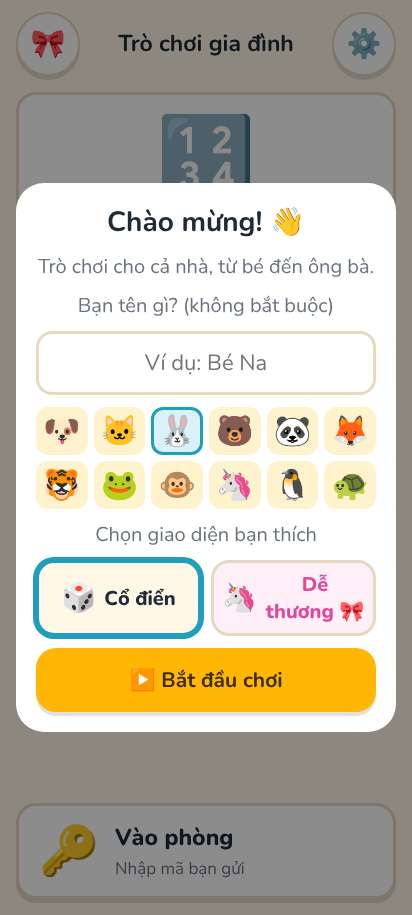 Trò chơi gia đình
1 2
3 4
Chào mừng! 👋
Trò chơi cho cả nhà, từ bé đến ông bà.
Bạn tên gì? (không bắt buộc)
Ví dụ: Bé Na
Chọn giao diện bạn thích
Cổ điển
Dễ
thương 🎀
▶️ Bắt đầu chơi
Vào phòng
Nhập mã bạn gửi